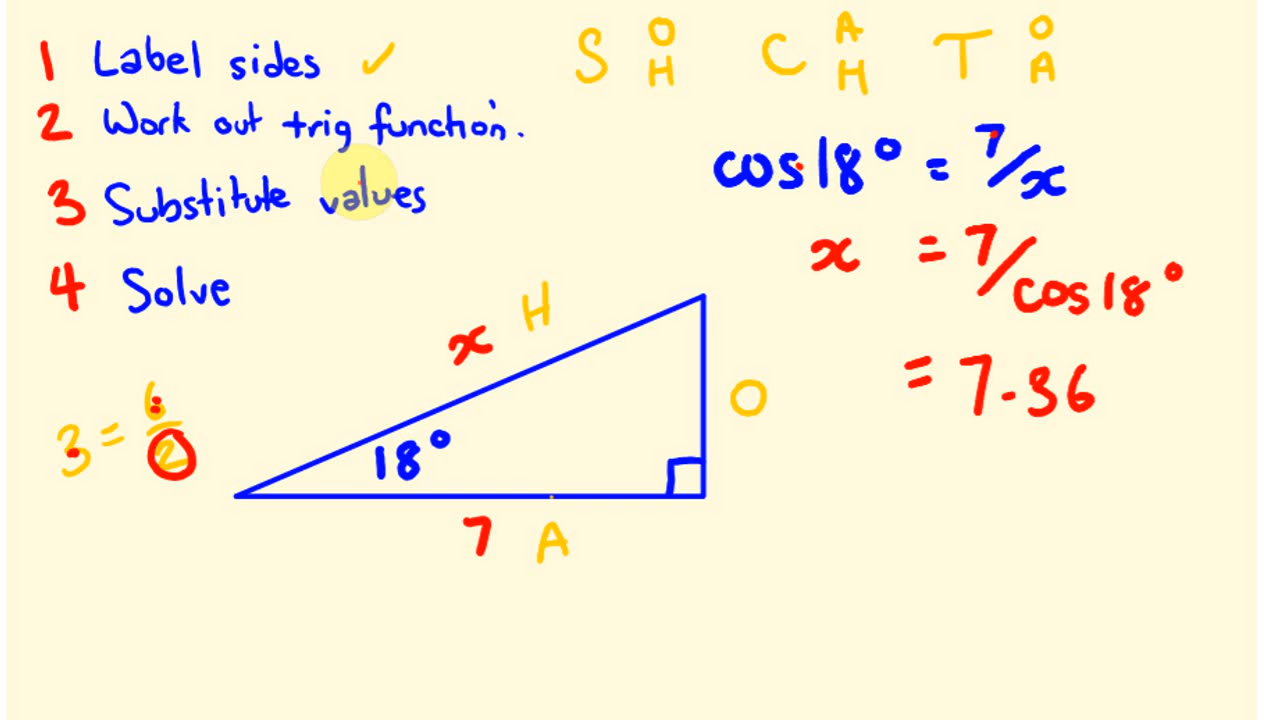 1 Label sides ✓
2 Work out trig function.
3 Substitute values
4 Solve
S O/H C A/H T O/A
cos 18° = 7/x
x = 7/cos 18°
= 7.36
3 = 6/2
x H
18°
O
7 A